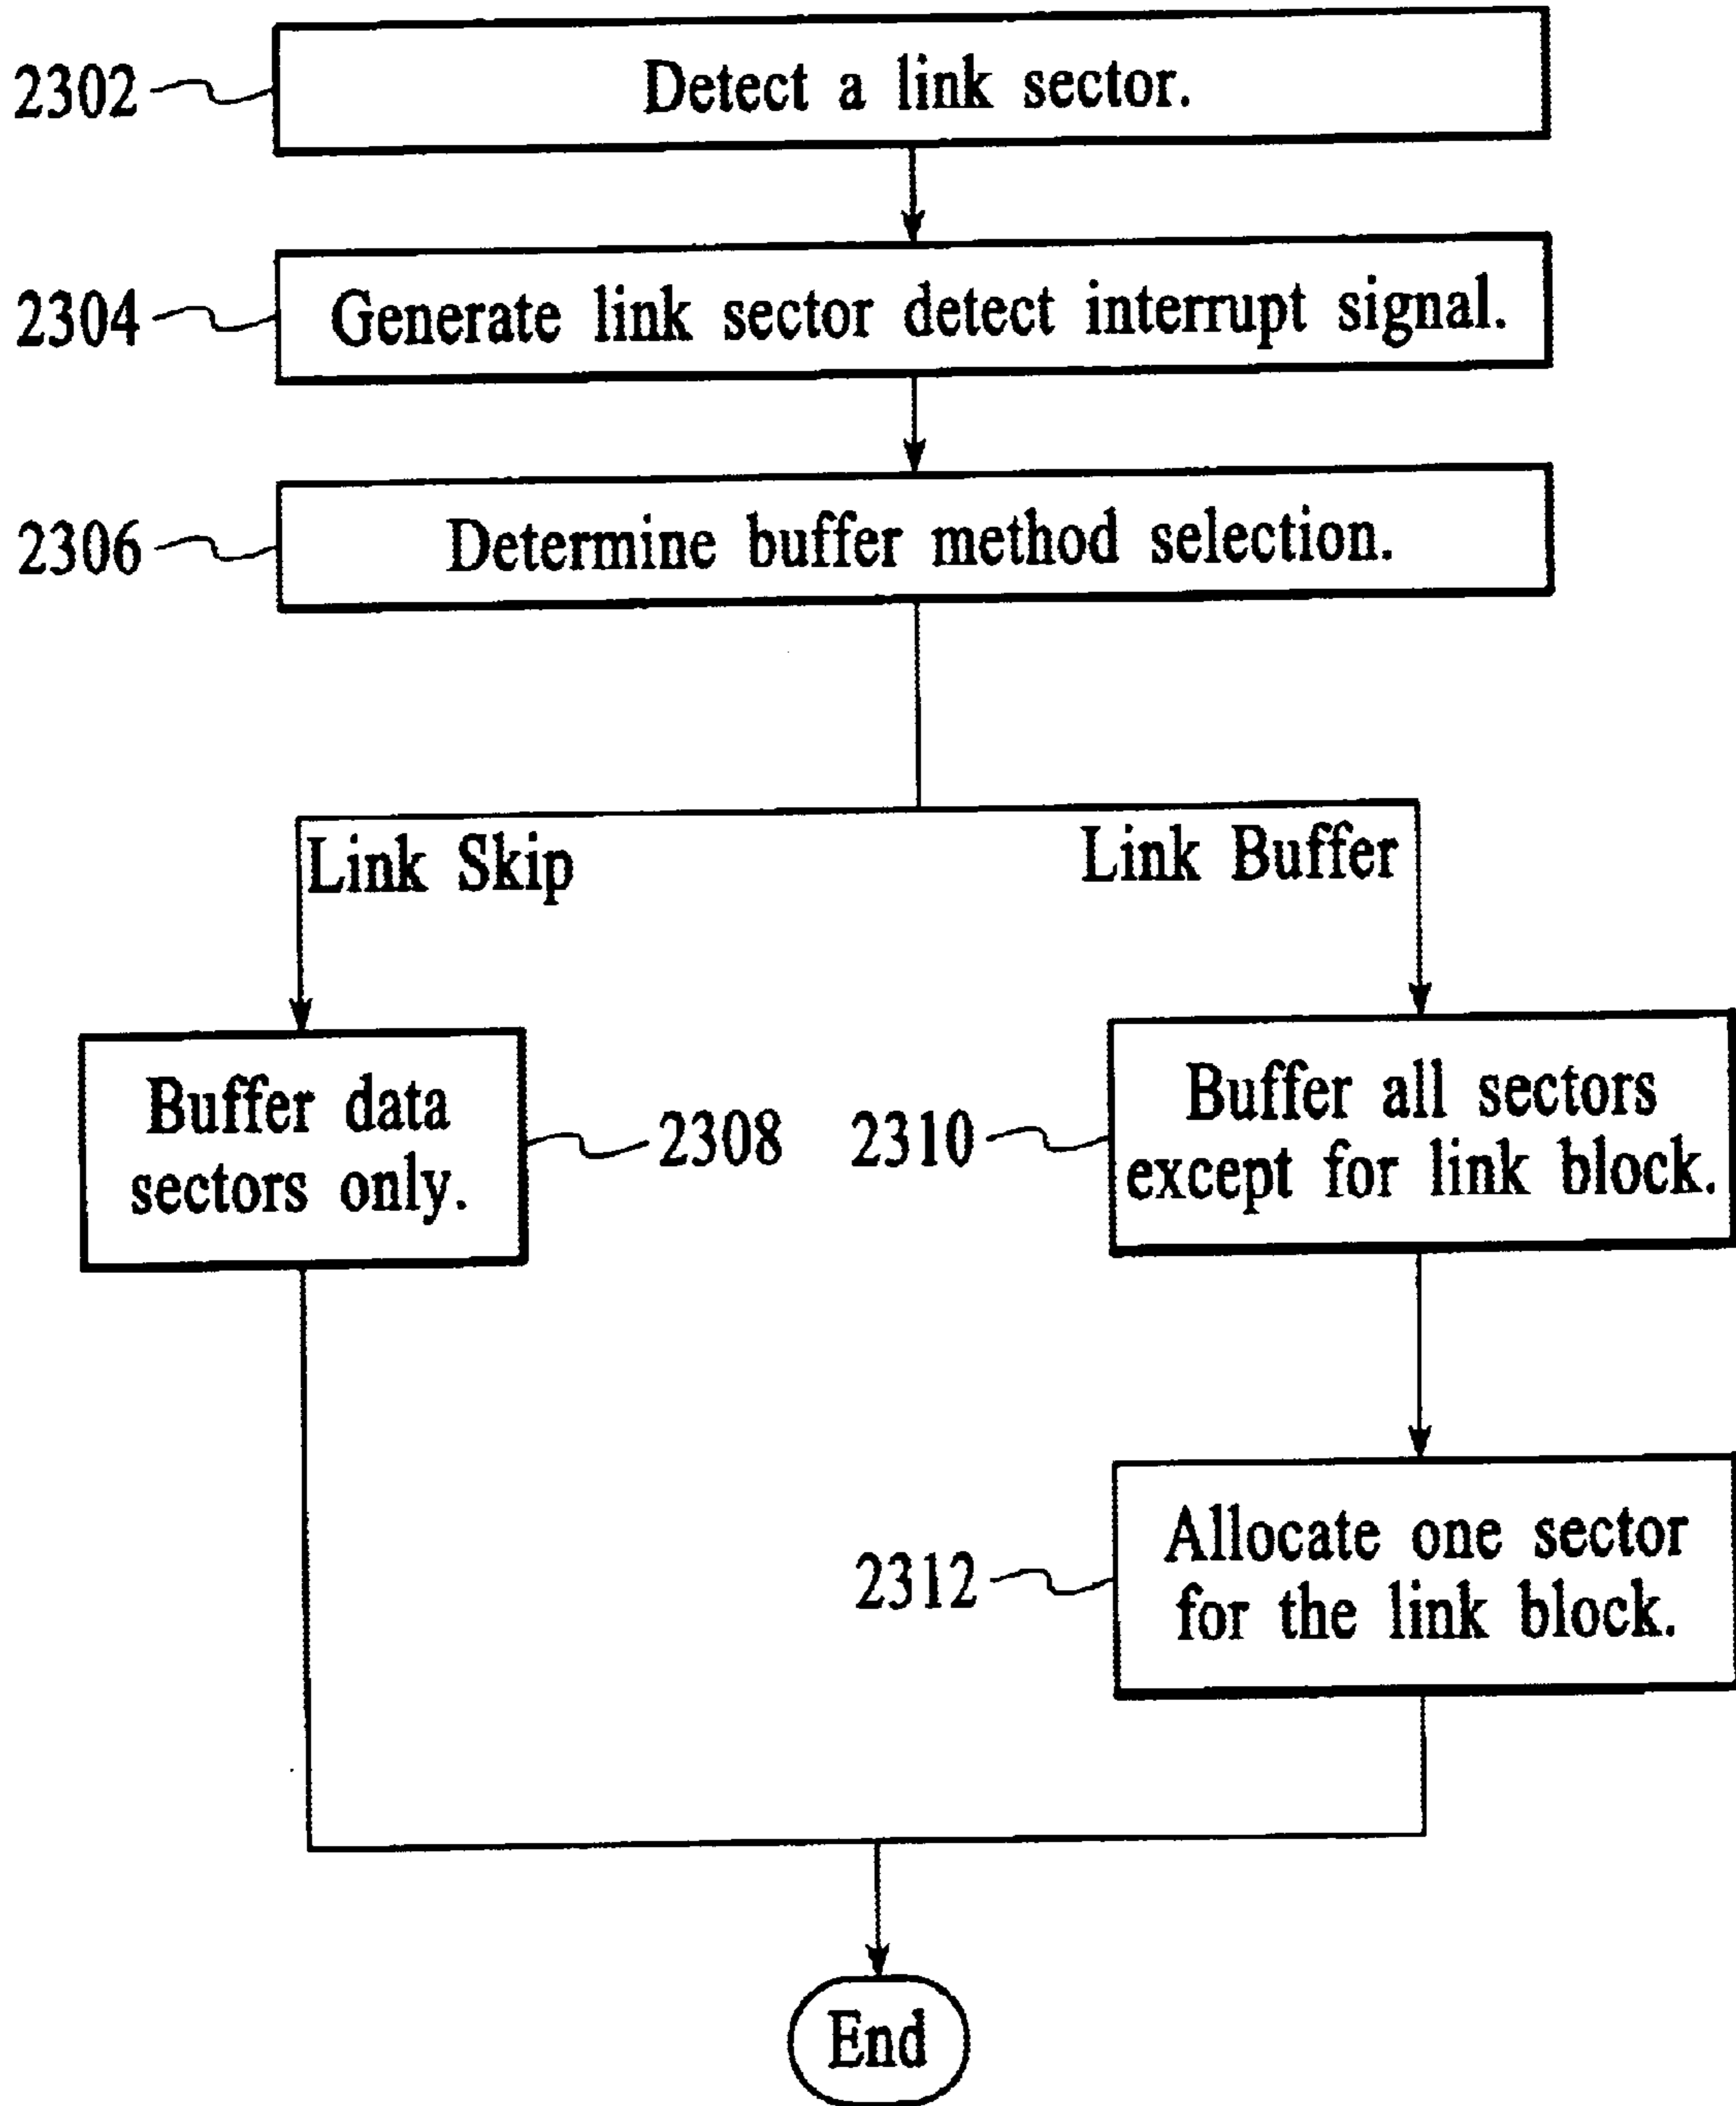 2302
Detect a link sector.
2304
Generate link sector detect interrupt signal.
2306
Determine buffer method selection.
Link Skip
Link Buffer
Buffer data
sectors only.
2308
2310
Buffer all sectors
except for link block.
2312
Allocate one sector
for the link block.
End